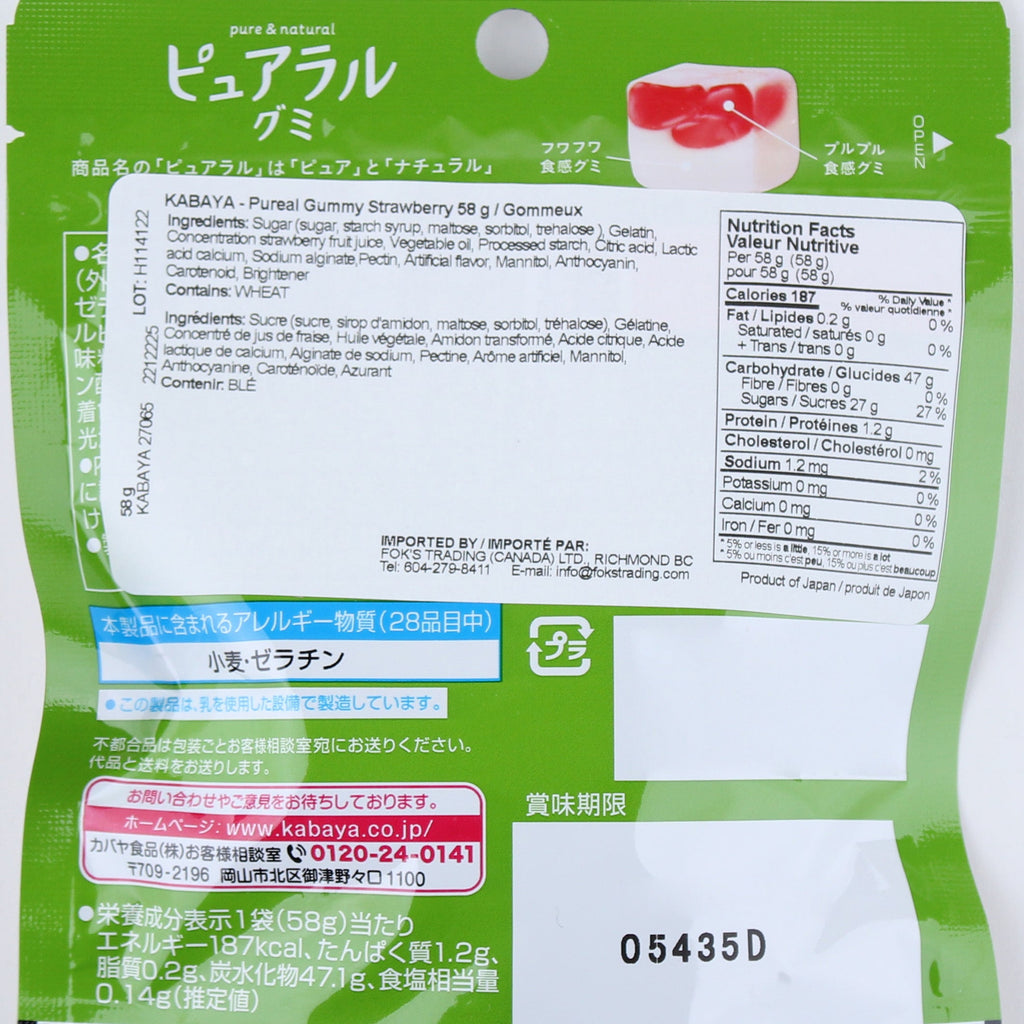 pure & natural
ピュアラル
グミ
商品名の「ピュアラル」は「ピュア」と「ナチュラル」
フワフワ
食感グミ
プルプル
食感グミ
OPEN
KABAYA - Pureal Gummy Strawberry 58 g / Gommeux
Ingredients: Sugar (sugar, starch syrup, maltose, sorbitol, trehalose ), Gelatin,
Concentration strawberry fruit juice, Vegetable oil, Processed starch, Citric acid, Lactic
acid calcium, Sodium alginate,Pectin, Artificial flavor, Mannitol, Anthocyanin,
Carotenoid, Brightener
Contains: WHEAT
Ingrédients: Sucre (sucre, sirop d'amidon, maltose, sorbitol, tréhalose), Gélatine,
Concentré de jus de fraise, Huile végétale, Amidon transformé, Acide citrique, Acide
lactique de calcium, Alginate de sodium, Pectine, Arôme artificiel, Mannitol,
Anthocyanine, Caroténoïde, Azurant
Contenir: BLÉ
LOT: H114122
58 g
KABAYA 27065 2212225
Nutrition Facts
Valeur Nutritive
Per 58 g (58 g)
pour 58 g (58 g)
Calories 187
% Daily Value *
% valeur quotidienne *
Fat / Lipides 0.2 g 0 %
Saturated / saturés 0 g
+ Trans / trans 0 g 0 %
Carbohydrate / Glucides 47 g
Fibre / Fibres 0 g 0 %
Sugars / Sucres 27 g 27 %
Protein / Protéines 1.2 g
Cholesterol / Cholestérol 0 mg
Sodium 1.2 mg 2 %
Potassium 0 mg 0 %
Calcium 0 mg 0 %
Iron / Fer 0 mg 0 %
* 5% or less is a little, 15% or more is a lot
* 5% ou moins c'est peu, 15% ou plus c'est beaucoup
Product of Japan / produit de Japon
IMPORTED BY / IMPORTÉ PAR:
FOK'S TRADING (CANADA) LTD., RICHMOND BC
Tel: 604-279-8411 E-mail: info@fokstrading.com
本製品に含まれるアレルギー物質(28品目中)
小麦・ゼラチン
●この製品は、乳を使用した設備で製造しています。
プラ
不都合品は包装ごとお客様相談室宛にお送りください。
代品と送料をお送りします。
お問い合わせやご意見をお待ちしております。
ホームページ: www.kabaya.co.jp/
カバヤ食品(株)お客様相談室 0120-24-0141
〒709-2196 岡山市北区御津野々口1100
賞味期限
05435D
●栄養成分表示1袋(58g)当たり
エネルギー187kcal、たんぱく質1.2g、
脂質0.2g、炭水化物47.1g、食塩相当量
0.14g(推定値)